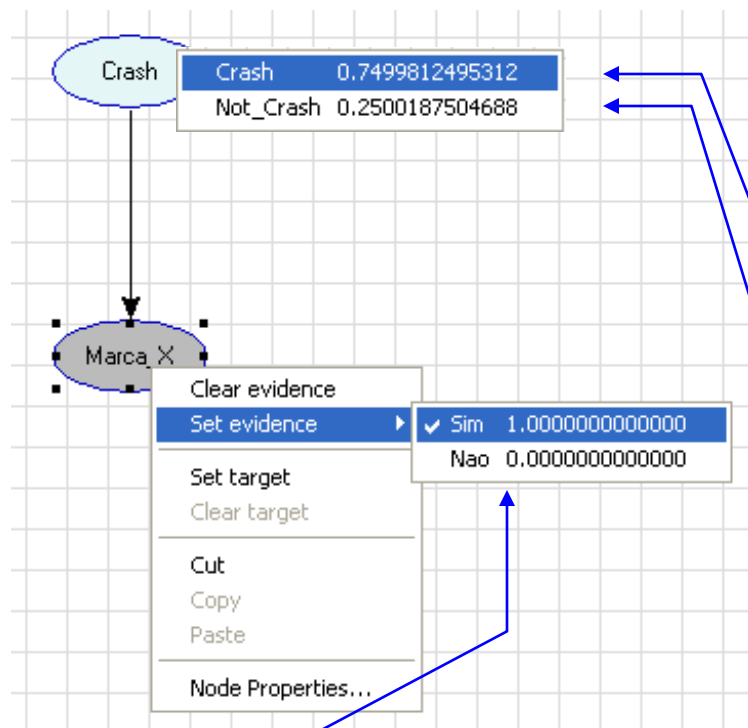 Crash
Crash 0.7499812495312
Not_Crash 0.2500187504688
Marca_X
Clear evidence
Set evidence
Sim 1.0000000000000
Nao 0.0000000000000
Set target
Clear target
Cut
Copy
Paste
Node Properties...